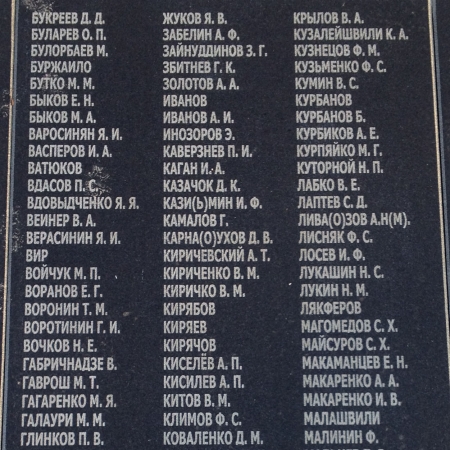 БУКРЕЕВ Д. Д.
БУЛАРЕВ О. П.
БУЛОРБАЕВ М.
БУРЖАИЛО
БУТКО М. М.
БЫКОВ Е. Н.
БЫКОВ М. А.
ВАРОСИНЯН Я. И.
ВАСПЕРОВ И. А.
ВАТЮКОВ
ВДАСОВ П. С.
ВДОВЫДЧЕНКО Я. Я.
ВЕИНЕР В. А.
ВЕРАСИНИН Я. И.
ВИР
ВОЙЧУК М. П.
ВОРАНОВ Е. Г.
ВОРОНИН Т. М.
ВОРОТИНИН Г. И.
ВОЧКОВ Н. Е.
ГАБРИЧНАДЗЕ В.
ГАВРОШ М. Т.
ГАГАРЕНКО М. Я.
ГАЛАУРИ М. М.
ГЛИНКОВ П. В.
ЖУКОВ Я. В.
ЗАБЕЛИН А. Ф.
ЗАЙНУДДИНОВ З. Г.
ЗБИТНЕВ Г. К.
ЗОЛОТОВ А. А.
ИВАНОВ
ИВАНОВ А. И.
ИНОЗОРОВ Э.
КАВЕРЗНЕВ П. И.
КАГАН И. А.
КАЗАЧОК Д. К.
КАЗИ(Ь)МИН И. Ф.
КАМАЛОВ Г.
КАРНА(О)УХОВ Д. В.
КИРИЧЕВСКИЙ А. Т.
КИРИЧЕНКО В. М.
КИРИЧКО В. М.
КИРЯБОВ
КИРЯЕВ
КИРЯЧОВ
КИСЕЛЁВ А. П.
КИСИЛЕВ А. П.
КИТОВ В. М.
КЛИМОВ Ф. С.
КОВАЛЕНКО Д. М.
КРЫЛОВ В. А.
КУЗАЛЕЙШВИЛИ К. А.
КУЗНЕЦОВ Ф. М.
КУЗЬМЕНКО Ф. С.
КУМИН В. С.
КУРБАНОВ
КУРБАНОВ Б.
КУРБИКОВ А. Е.
КУРПЯЙКО М. Г.
КУТОРНОЙ Н. П.
ЛАБКО В. Е.
ЛАПТЕВ С. Д.
ЛИВА(О)ЗОВ А.Н(М).
ЛИСНЯК Ф. С.
ЛОСЕВ И. Ф.
ЛУКАШИН Н. С.
ЛУКИН Н. М.
ЛЯКФЕРОВ
МАГОМЕДОВ С. Х.
МАЙСУРОВ С. Х.
МАКАМАНЦЕВ Е. Н.
МАКАРЕНКО А. А.
МАКАРЕНКО И. В.
МАЛАШВИЛИ
МАЛИНИН Ф.